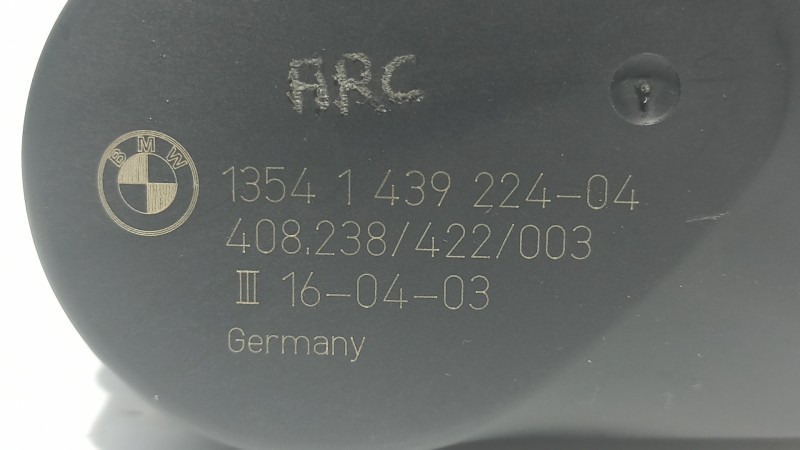 ARC
BMW
1354 1 439 224-04
408.238/422/003
III 16-04-03
Germany